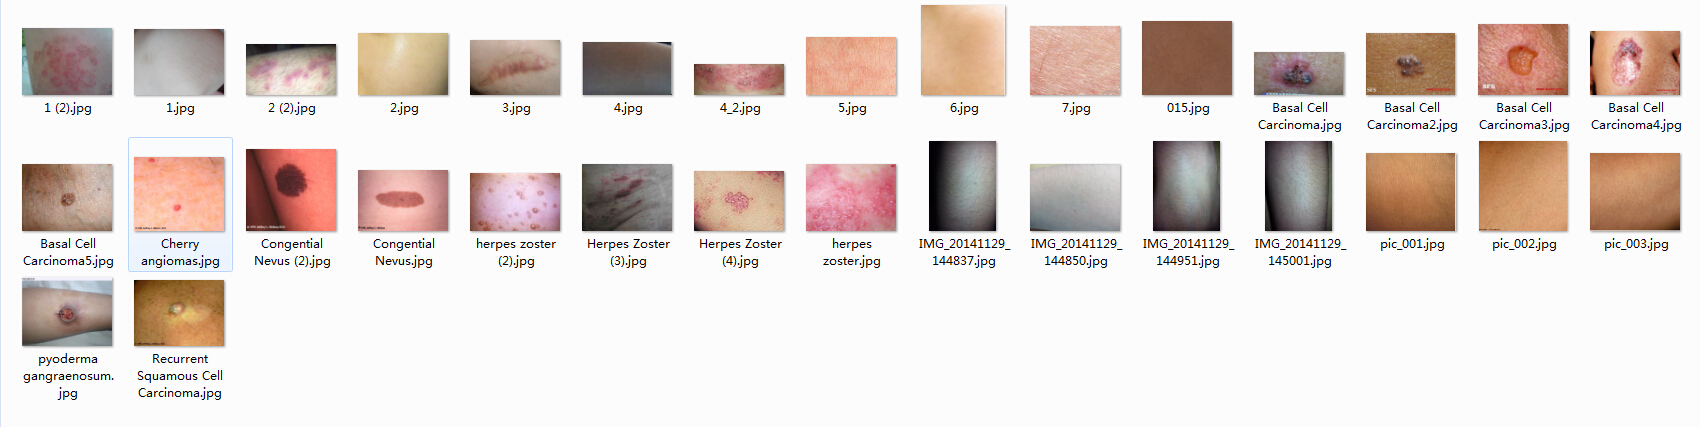 1 (2).jpg
1.jpg
2 (2).jpg
2.jpg
3.jpg
4.jpg
4_2.jpg
5.jpg
6.jpg
7.jpg
015.jpg
Basal Cell
Carcinoma.jpg
Basal Cell
Carcinoma2.jpg
Basal Cell
Carcinoma3.jpg
Basal Cell
Carcinoma4.jpg
Basal Cell
Carcinoma5.jpg
Cherry
angiomas.jpg
Congential
Nevus (2).jpg
Congential
Nevus.jpg
herpes zoster
(2).jpg
Herpes Zoster
(3).jpg
Herpes Zoster
(4).jpg
herpes
zoster.jpg
IMG_20141129_
144837.jpg
IMG_20141129_
144850.jpg
IMG_20141129_
144951.jpg
IMG_20141129_
145001.jpg
pic_001.jpg
pic_002.jpg
pic_003.jpg
pyoderma
gangraenosum.
jpg
Recurrent
Squamous Cell
Carcinoma.jpg